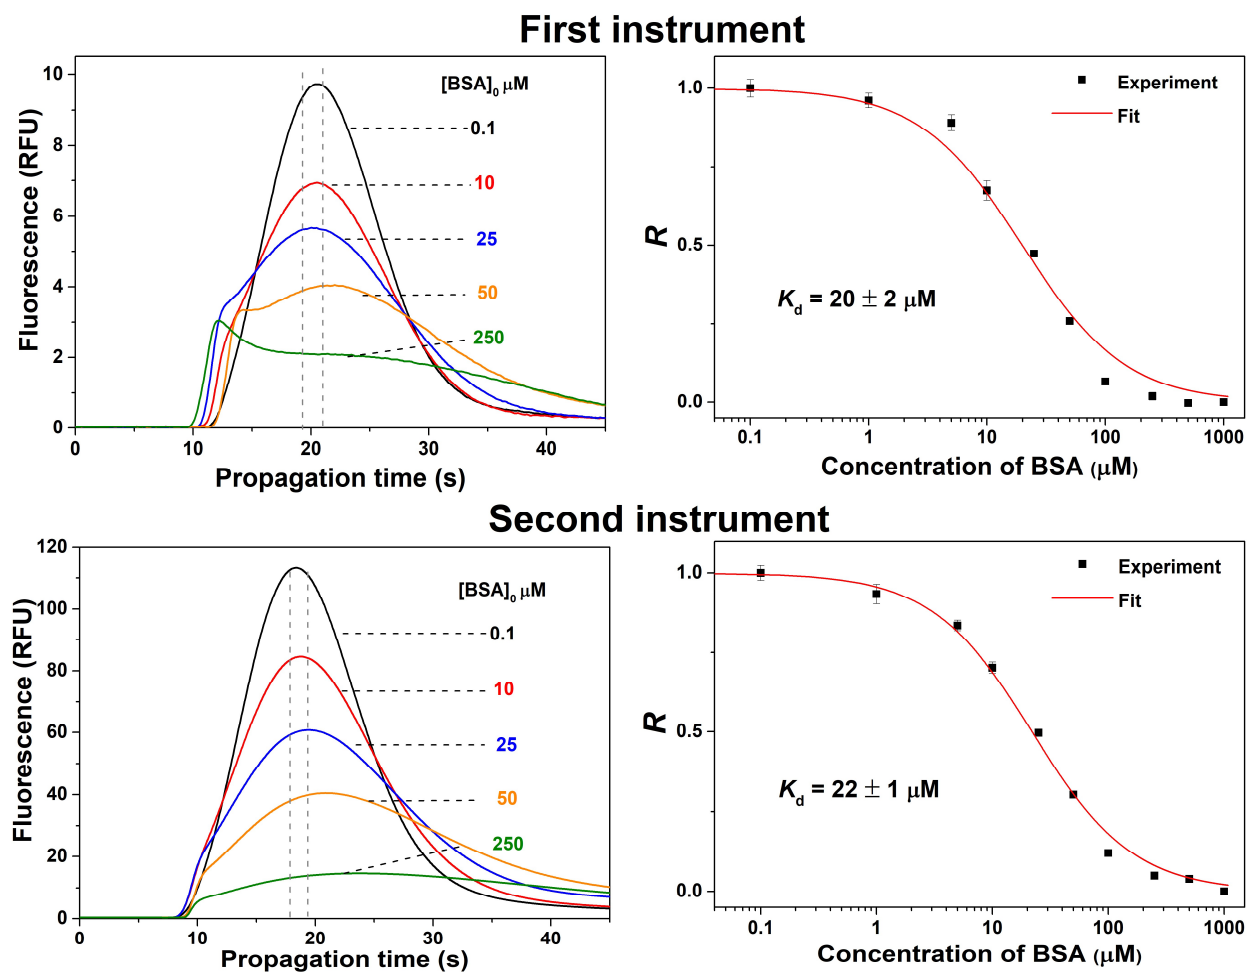 First instrument
10
8
6
4
2
0
Fluorescence (RFU)
[BSA]0 μM
0.1
10
25
50
250
0 10 20 30 40
Propagation time (s)
1.0
0.5
0.0
R
Experiment
Fit
Kd = 20 ± 2 μM
0.1 1 10 100 1000
Concentration of BSA (μM)
Second instrument
120
100
80
60
40
20
0
Fluorescence (RFU)
[BSA]0 μM
0.1
10
25
50
250
0 10 20 30 40
Propagation time (s)
1.0
0.5
0.0
R
Experiment
Fit
Kd = 22 ± 1 μM
0.1 1 10 100 1000
Concentration of BSA (μM)